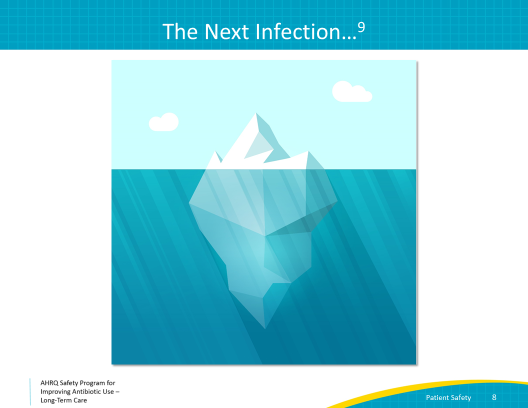 The Next Infection…9
AHRQ Safety Program for
Improving Antibiotic Use –
Long-Term Care
Patient Safety 8